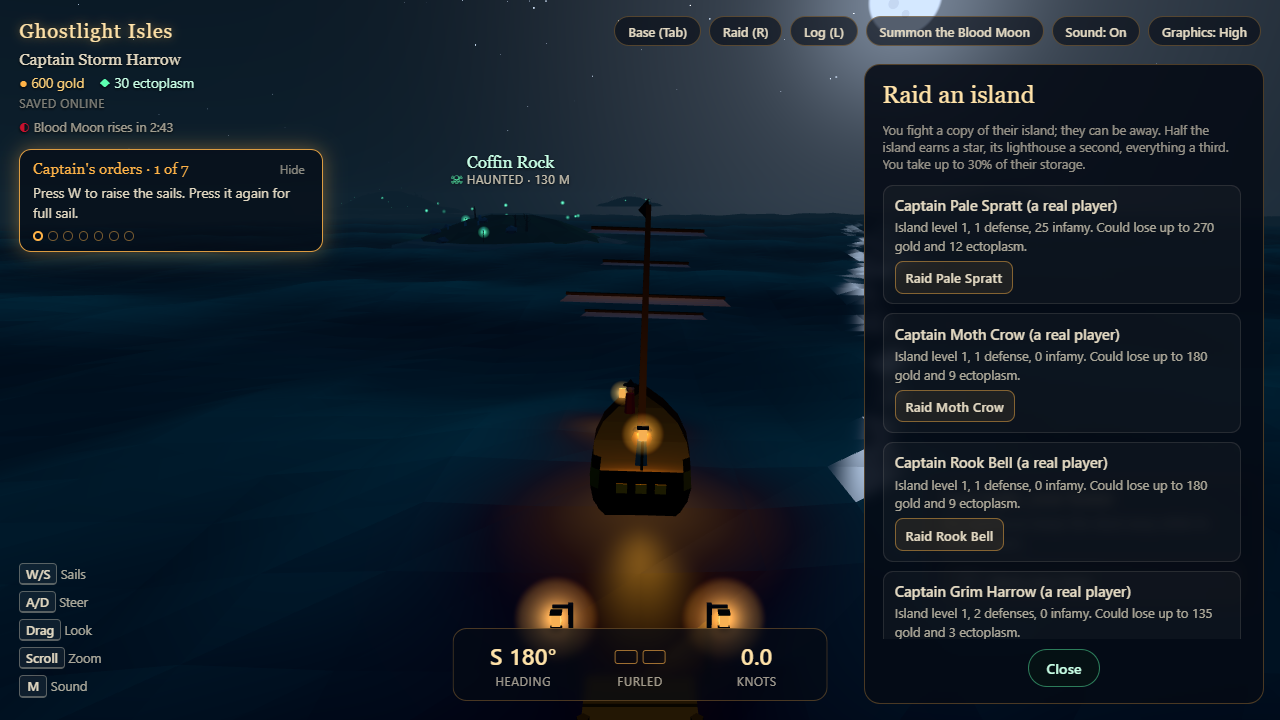 Ghostlight Isles
Captain Storm Harrow
600 gold 30 ectoplasm
SAVED ONLINE
Blood Moon rises in 2:43
Captain's orders · 1 of 7 Hide
Press W to raise the sails. Press it again for
full sail.
Base (Tab) Raid (R) Log (L) Summon the Blood Moon Sound: On Graphics: High
Coffin Rock
HAUNTED · 130 M
Raid an island
You fight a copy of their island; they can be away. Half the
island earns a star, its lighthouse a second, everything a third.
You take up to 30% of their storage.
Captain Pale Spratt (a real player)
Island level 1, 1 defense, 25 infamy. Could lose up to 270
gold and 12 ectoplasm.
Raid Pale Spratt
Captain Moth Crow (a real player)
Island level 1, 1 defense, 0 infamy. Could lose up to 180
gold and 9 ectoplasm.
Raid Moth Crow
Captain Rook Bell (a real player)
Island level 1, 1 defense, 0 infamy. Could lose up to 180
gold and 9 ectoplasm.
Raid Rook Bell
Captain Grim Harrow (a real player)
Island level 1, 2 defenses, 0 infamy. Could lose up to 135
gold and 3 ectoplasm.
Close
W/S Sails
A/D Steer
Drag Look
Scroll Zoom
M Sound
S 180° 0.0
HEADING FURLED KNOTS